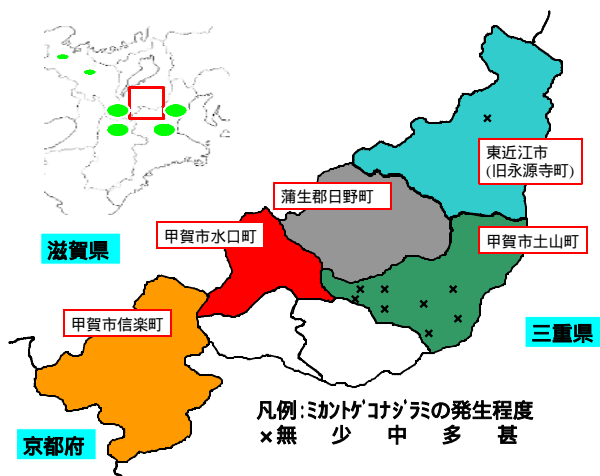 東近江市
(旧永源寺町)
蒲生郡日野町
甲賀市水口町
甲賀市土山町
滋賀県
甲賀市信楽町
三重県
凡例:ﾐｶﾝﾄｹﾞｺﾅｼﾞﾗﾐの発生程度
×無 少 中 多 甚
京都府